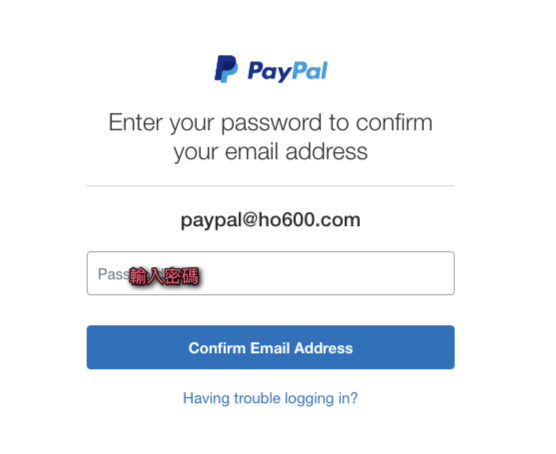 PayPal
Enter your password to confirm
your email address
paypal@ho600.com
Pass輸入密碼
Confirm Email Address
Having trouble logging in?